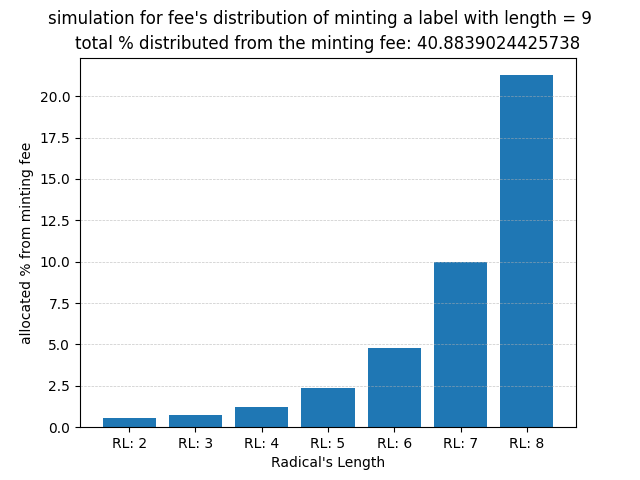 simulation for fee's distribution of minting a label with length = 9
total % distributed from the minting fee: 40.8839024425738
allocated % from minting fee
20.0
17.5
15.0
12.5
10.0
7.5
5.0
2.5
0.0
RL: 2
RL: 3
RL: 4
RL: 5
RL: 6
RL: 7
RL: 8
Radical's Length